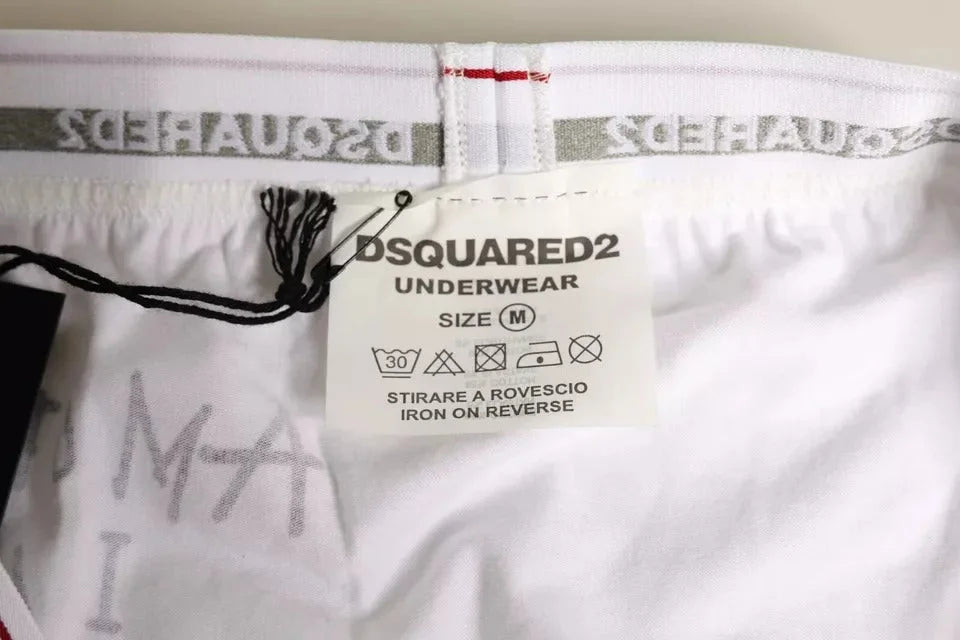 DSQUARED2 DSQUARED2
DSQUARED2
UNDERWEAR
SIZE M
30
STIRARE A ROVESCIO
IRON ON REVERSE
M-A
I